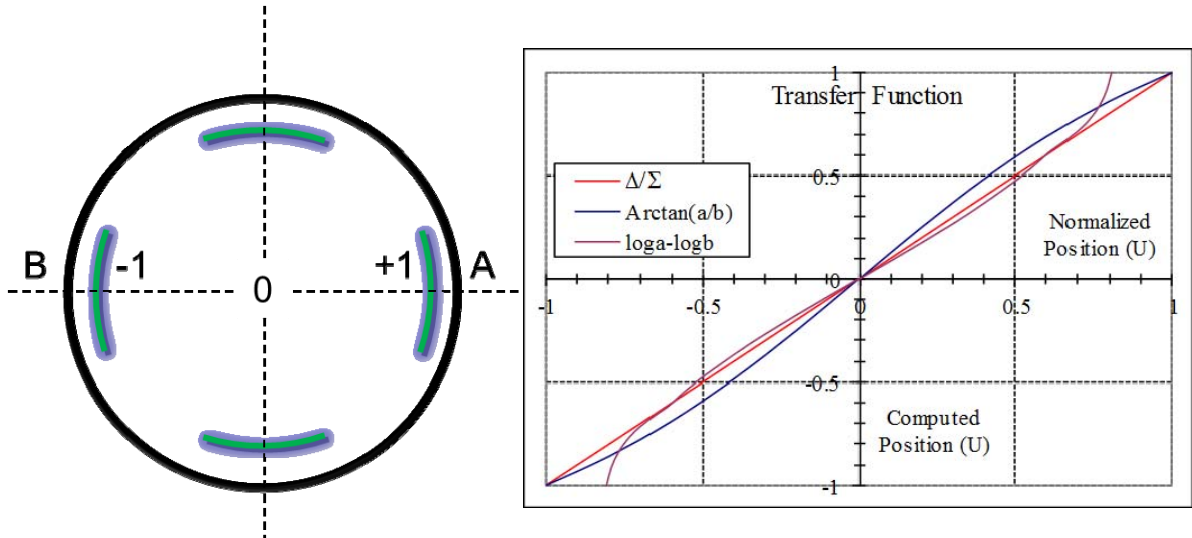 B -1 0 +1 A
1
Transfer Function
Δ/Σ
Arctan(a/b)
loga-logb
0.5
Normalized
Position (U)
0
-1 -0.5 0 0.5 1
-0.5
Computed
Position (U)
-1